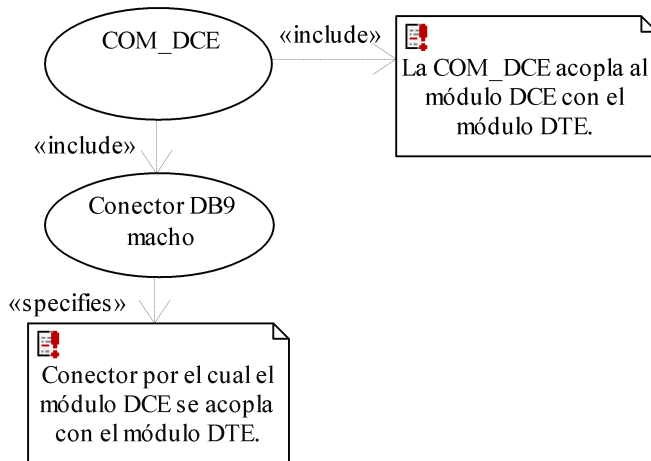 COM_DCE
«include»
La COM_DCE acopla al
módulo DCE con el
módulo DTE.
«include»
Conector DB9
macho
«specifies»
Conector por el cual el
módulo DCE se acopla
con el módulo DTE.